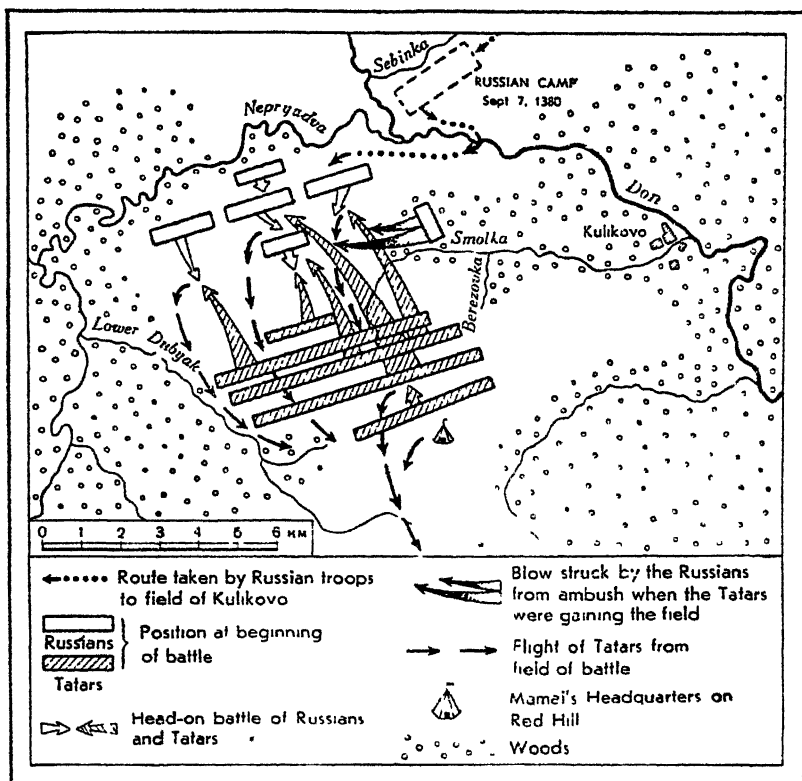 Sebinka
RUSSIAN CAMP
Sept 7, 1380
Nepryadva
Don
Kulikovo
Smolka
Berezovka
Lower Dubyak
0 1 2 3 4 5 6 км
Route taken by Russian troops
to field of Kulikovo
Russians
Tatars
Position at beginning
of battle
Head-on battle of Russians
and Tatars
Blow struck by the Russians
from ambush when the Tatars
were gaining the field
Flight of Tatars from
field of battle
Mamai's Headquarters on
Red Hill
Woods